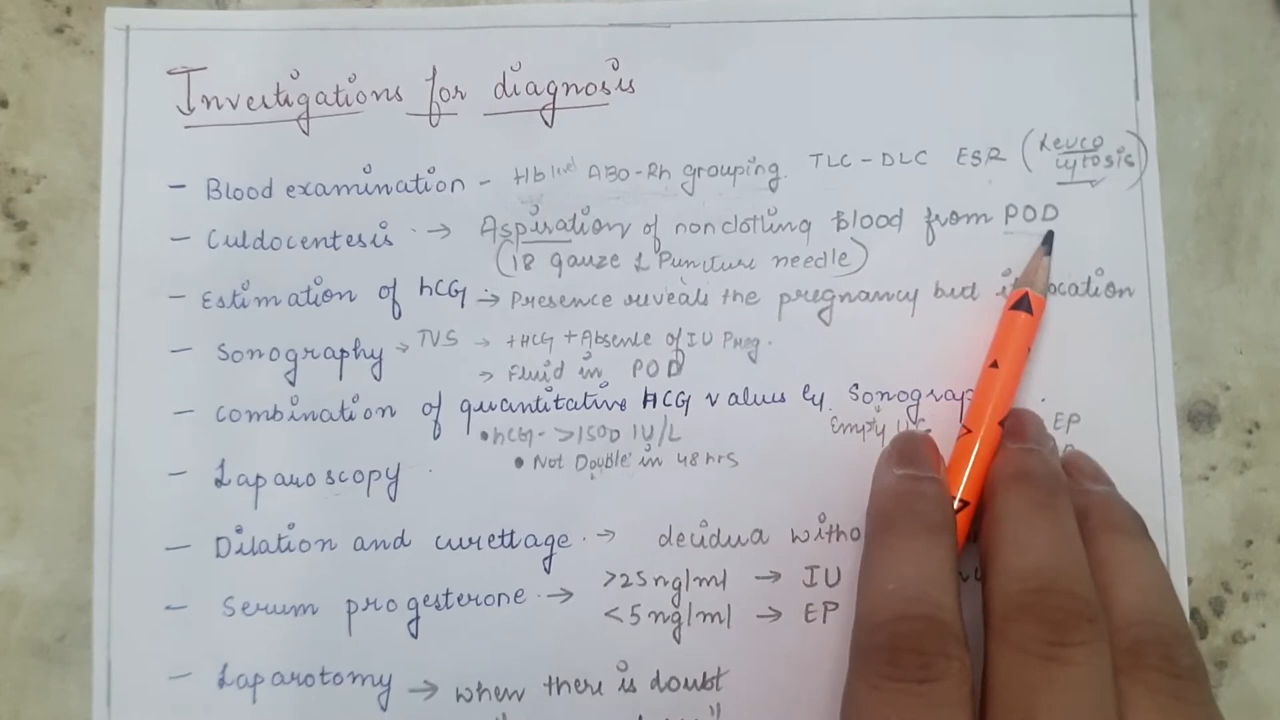 Investigations for diagnosis
- Blood examination - Hb level ABO-Rh grouping. TLC - DLC ESR (Leucocytosis)
- Culdocentesis → Aspiration of nonclotting Blood from POD
(18 gauze L Puncture needle)
- Estimation of hCG → Presence reveals the pregnancy but location
- Sonography → TVS → +HCG + Absence of IU Preg.
→ Fluid in POD
- Combination of quantitative HCG values by Sonograp
• hCG - >1500 IU/L Empty EP
• Not Double in 48 hrs
- Laparoscopy
- Dilation and curettage → decidua witho
- Serum progesterone → >25 ng/ml → IU
<5 ng/ml → EP
- Laparotomy → when there is doubt